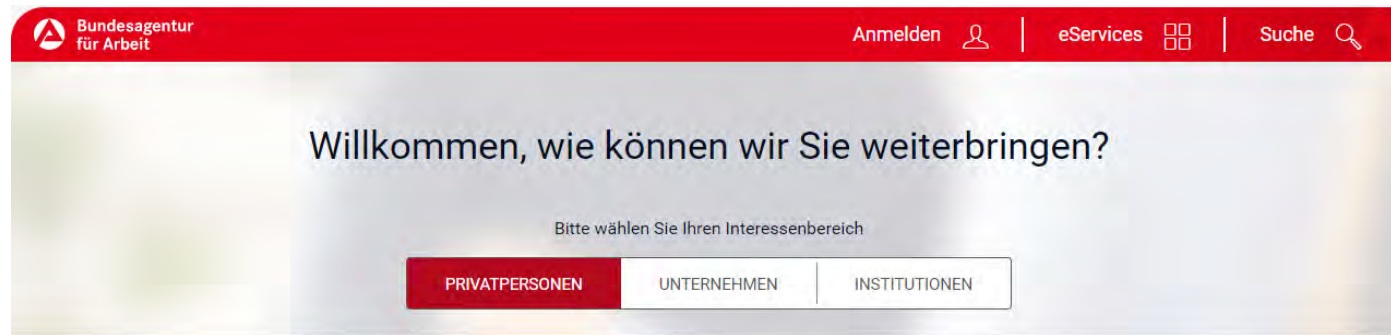 Bundesagentur
für Arbeit
Anmelden
eServices
Suche
Willkommen, wie können wir Sie weiterbringen?
Bitte wählen Sie Ihren Interessenbereich
PRIVATPERSONEN
UNTERNEHMEN
INSTITUTIONEN